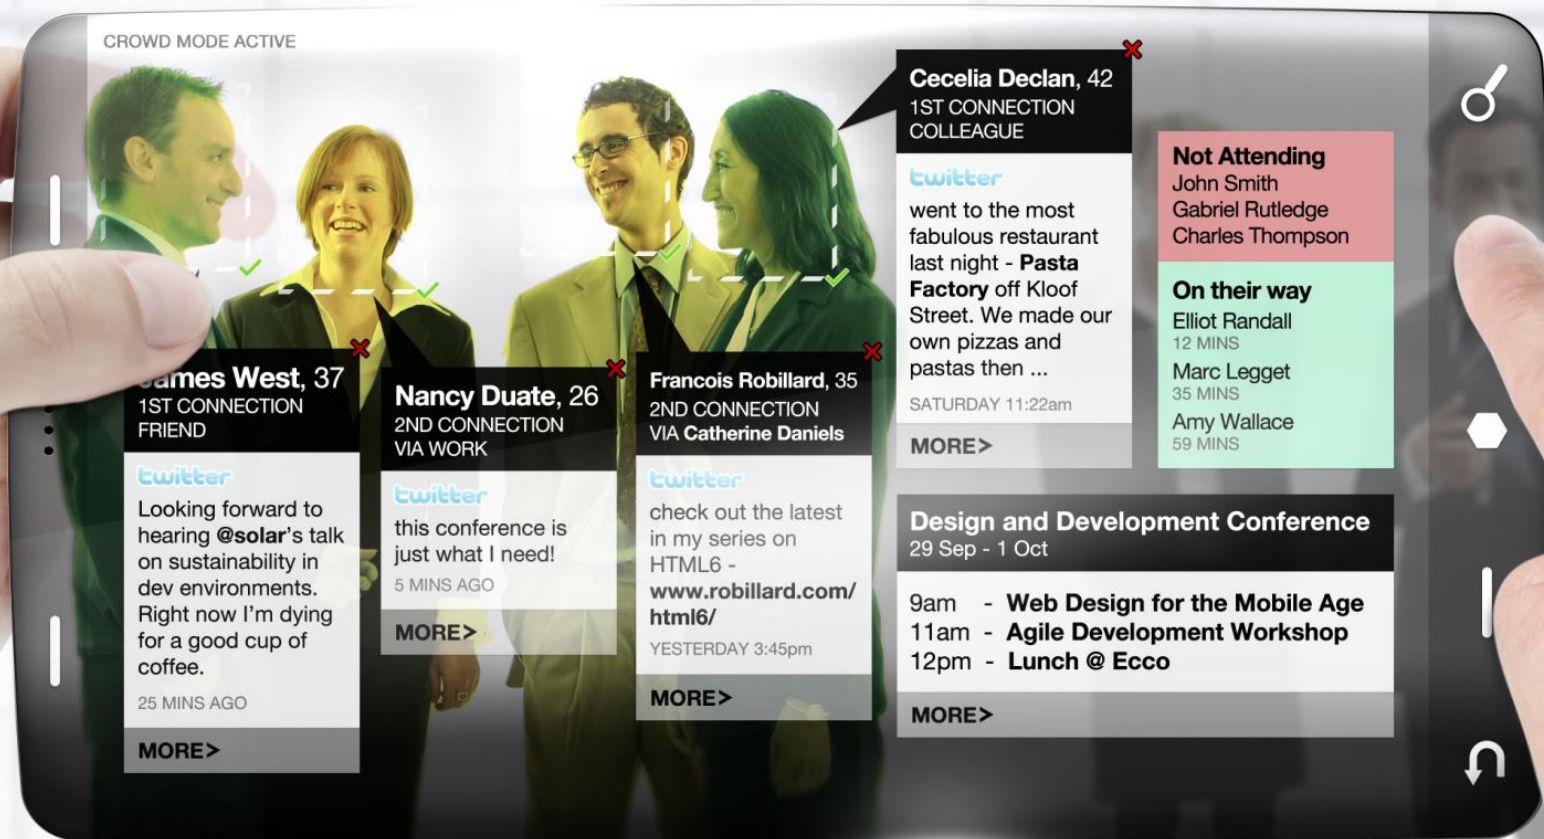 CROWD MODE ACTIVE
James West, 37
1ST CONNECTION
FRIEND
twitter
Looking forward to
hearing @solar's talk
on sustainability in
dev environments.
Right now I'm dying
for a good cup of
coffee.
25 MINS AGO
MORE>
Nancy Duate, 26
2ND CONNECTION
VIA WORK
twitter
this conference is
just what I need!
5 MINS AGO
MORE>
Francois Robillard, 35
2ND CONNECTION
VIA Catherine Daniels
twitter
check out the latest
in my series on
HTML6 -
www.robillard.com/
html6/
YESTERDAY 3:45pm
MORE>
Cecelia Declan, 42
1ST CONNECTION
COLLEAGUE
twitter
went to the most
fabulous restaurant
last night - Pasta
Factory off Kloof
Street. We made our
own pizzas and
pastas then ...
SATURDAY 11:22am
MORE>
Not Attending
John Smith
Gabriel Rutledge
Charles Thompson
On their way
Elliot Randall
12 MINS
Marc Legget
35 MINS
Amy Wallace
59 MINS
Design and Development Conference
29 Sep - 1 Oct
9am - Web Design for the Mobile Age
11am - Agile Development Workshop
12pm - Lunch @ Ecco
MORE>